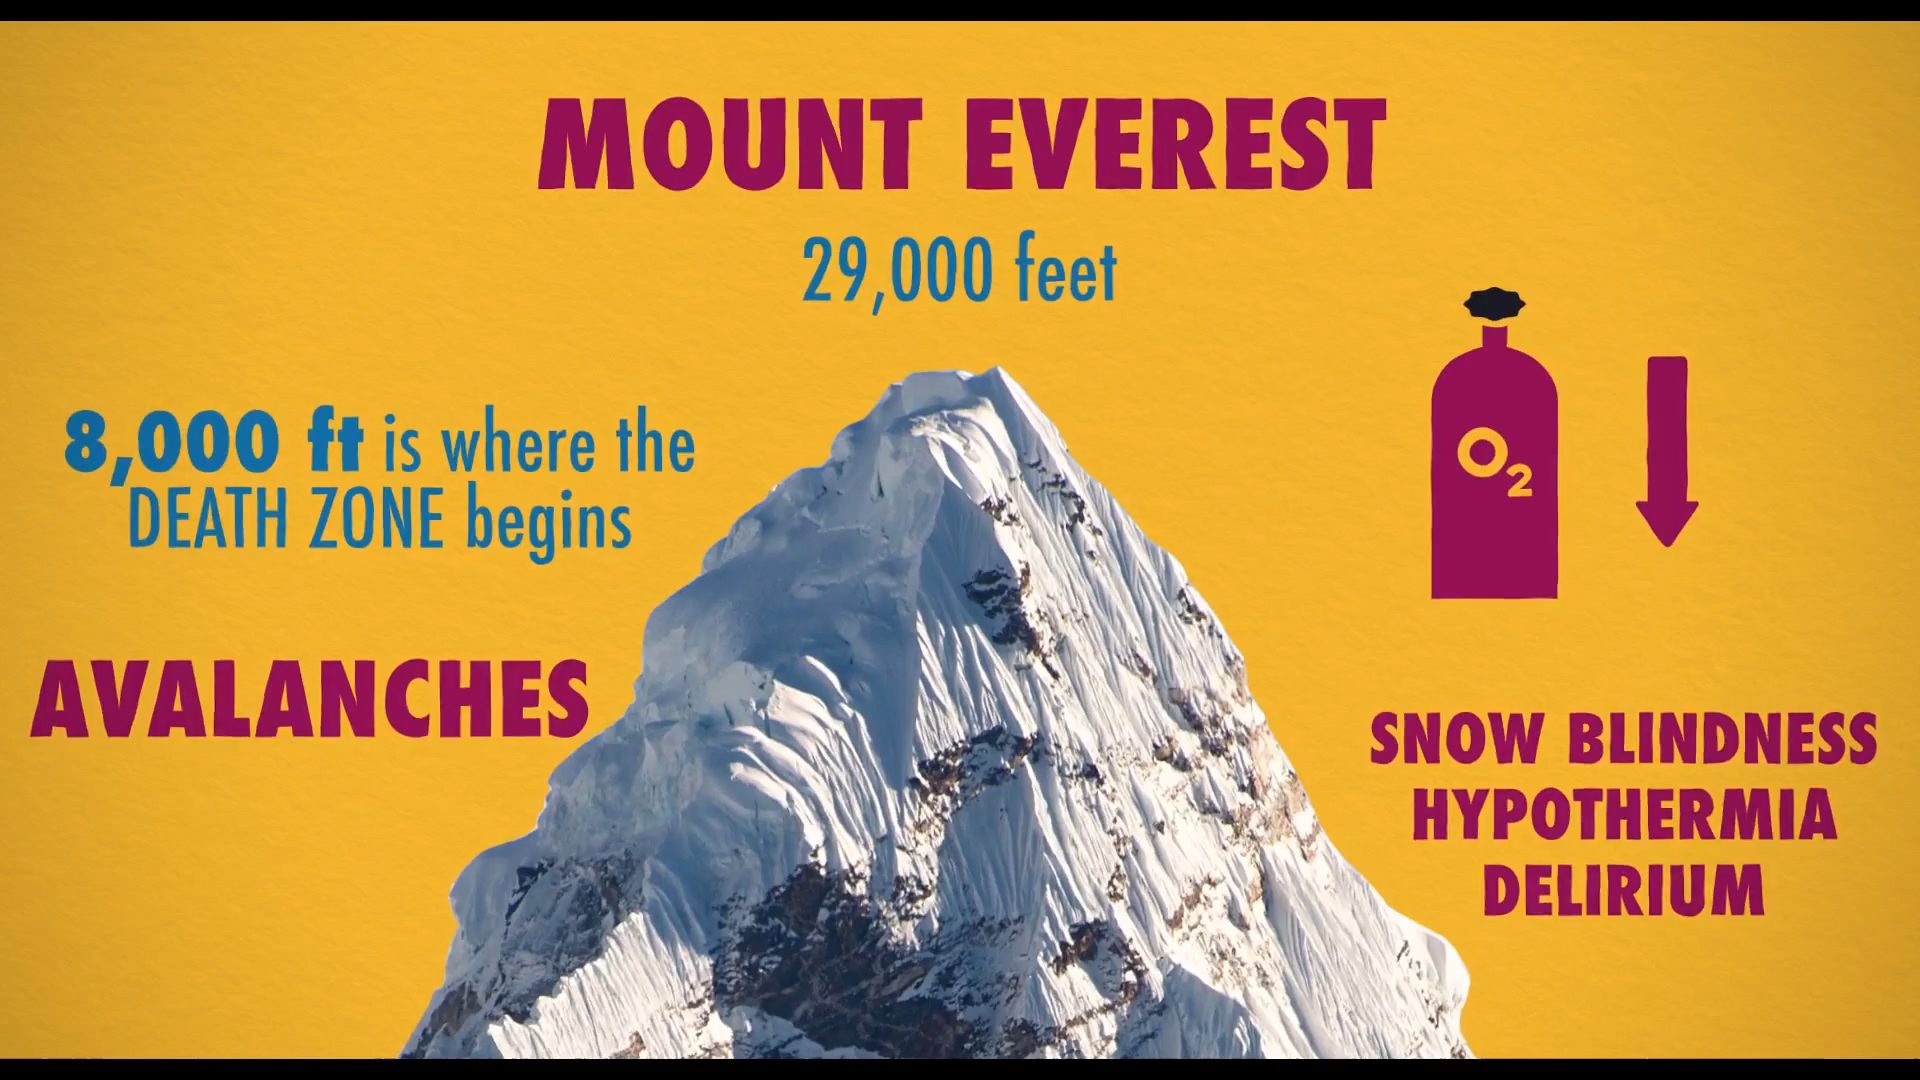 MOUNT EVEREST
29,000 feet
8,000 ft is where the
DEATH ZONE begins
O₂
AVALANCHES
SNOW BLINDNESS
HYPOTHERMIA
DELIRIUM